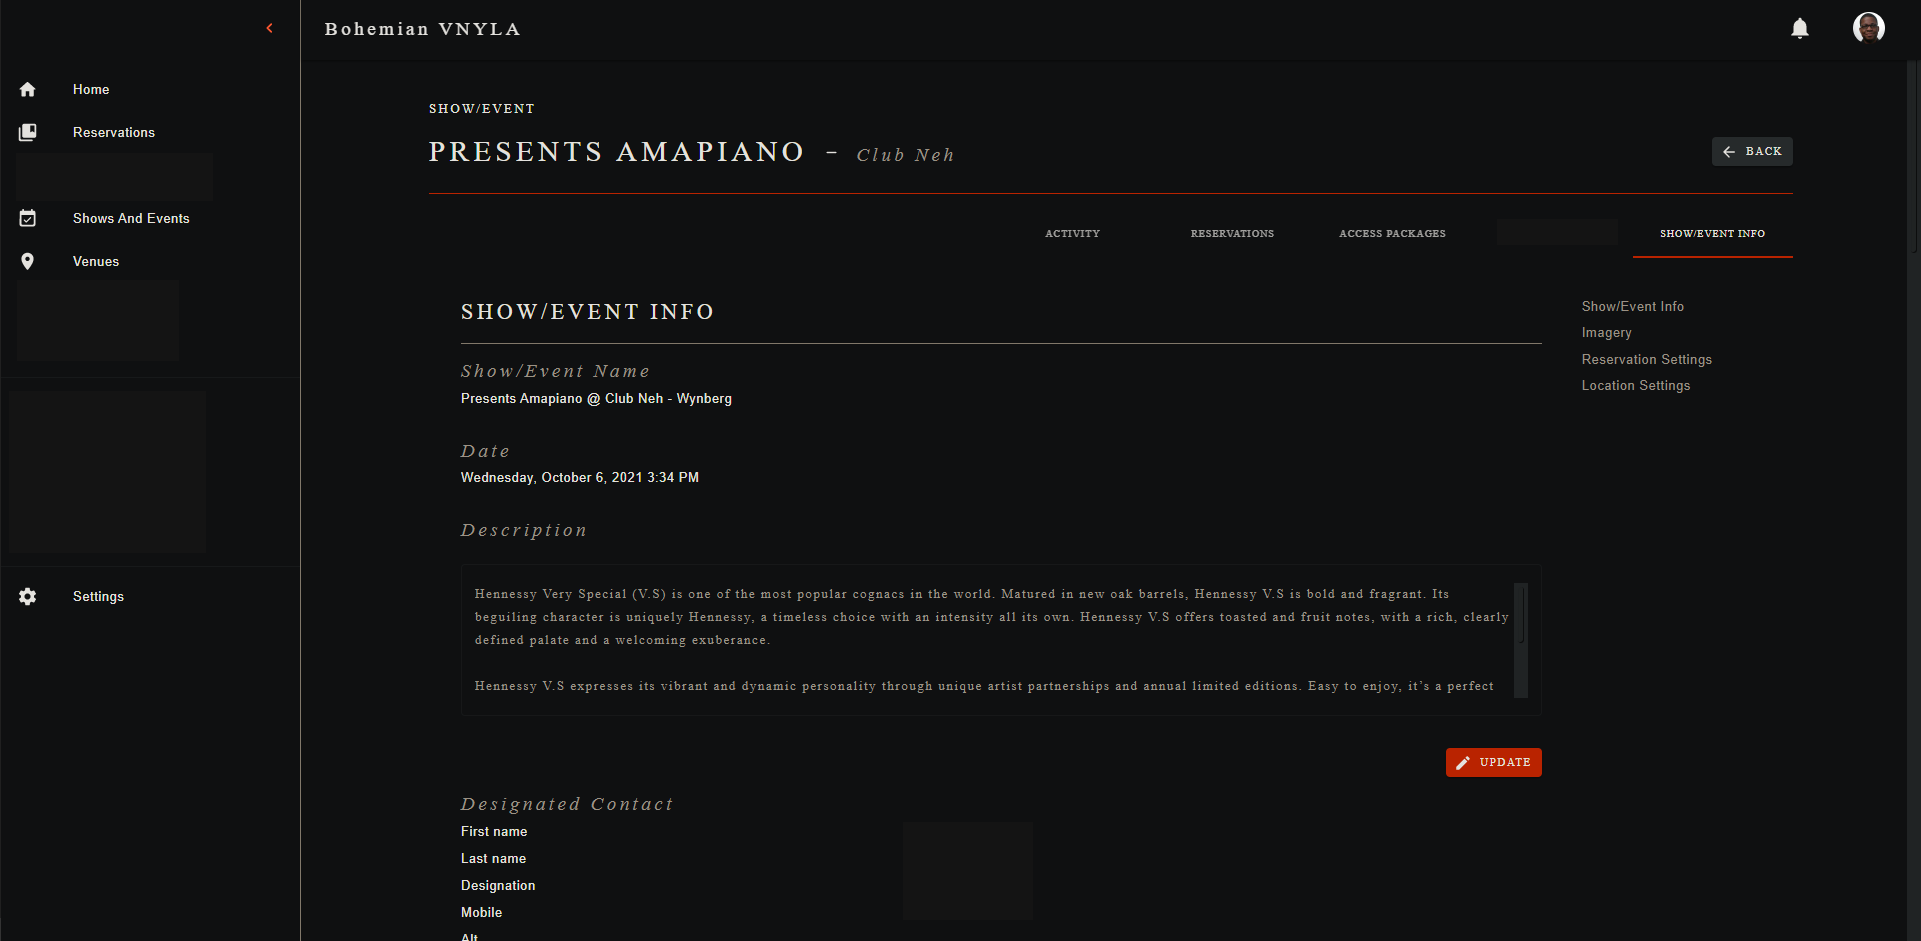 Bohemian VNYLA
Home
Reservations
Shows And Events
Venues
Settings
SHOW/EVENT
PRESENTS AMAPIANO - Club Neh
BACK
ACTIVITY
RESERVATIONS
ACCESS PACKAGES
SHOW/EVENT INFO
SHOW/EVENT INFO
Show/Event Name
Presents Amapiano @ Club Neh - Wynberg
Date
Wednesday, October 6, 2021 3:34 PM
Description
Hennessy Very Special (V.S) is one of the most popular cognacs in the world. Matured in new oak barrels, Hennessy V.S is bold and fragrant. Its
beguiling character is uniquely Hennessy, a timeless choice with an intensity all its own. Hennessy V.S offers toasted and fruit notes, with a rich, clearly
defined palate and a welcoming exuberance.
Hennessy V.S expresses its vibrant and dynamic personality through unique artist partnerships and annual limited editions. Easy to enjoy, it’s a perfect
UPDATE
Designated Contact
First name
Last name
Designation
Mobile
Alt
Show/Event Info
Imagery
Reservation Settings
Location Settings